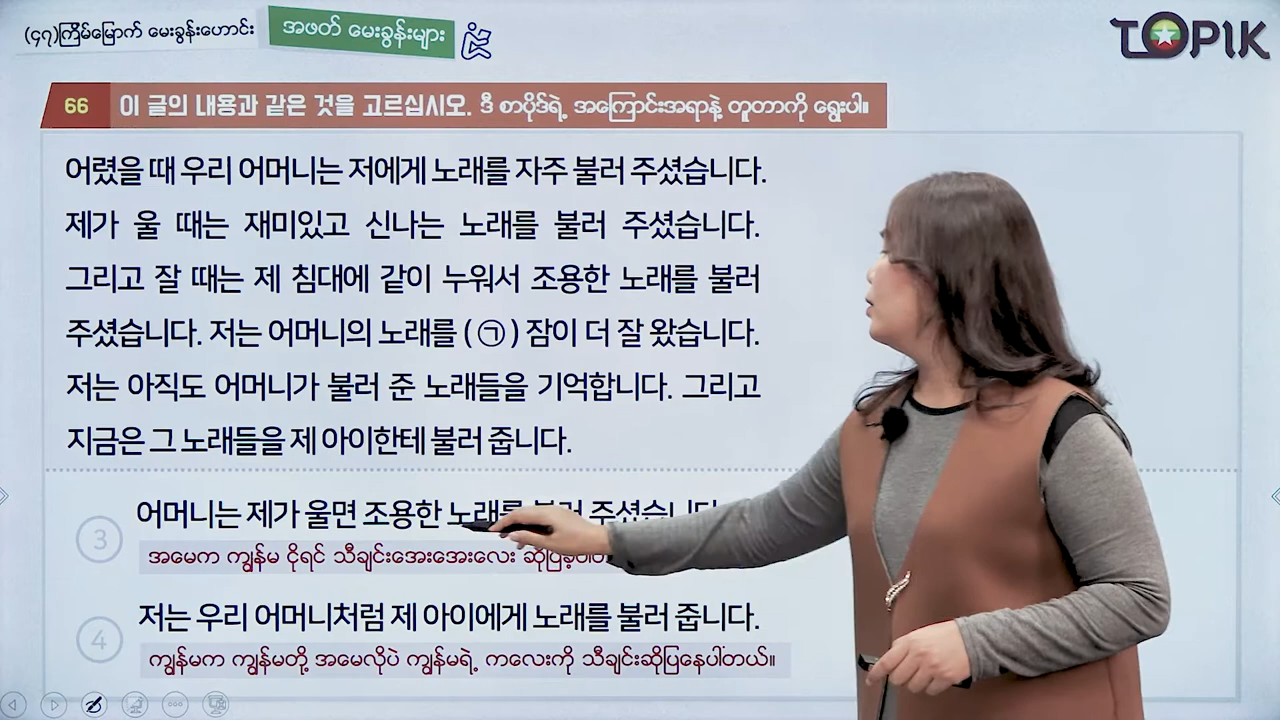 (၄၇)ကြိမ်မြောက် မေးခွန်းဟောင်း
အဖတ် မေးခွန်းများ
TOPIK
66 이 글의 내용과 같은 것을 고르십시오. ဒီ စာပိုဒ်ရဲ့ အကြောင်းအရာနဲ့ တူတာကို ရွေးပါ။
어렸을 때 우리 어머니는 저에게 노래를 자주 불러 주셨습니다.
제가 울 때는 재미있고 신나는 노래를 불러 주셨습니다.
그리고 잘 때는 제 침대에 같이 누워서 조용한 노래를 불러
주셨습니다. 저는 어머니의 노래를 ( ㉠ ) 잠이 더 잘 왔습니다.
저는 아직도 어머니가 불러 준 노래들을 기억합니다. 그리고
지금은 그 노래들을 제 아이한테 불러 줍니다.
3 어머니는 제가 울면 조용한 노래를 불러 주셨습니다
အမေက ကျွန်မ ငိုရင် သီချင်းအေးအေးလေး
4 저는 우리 어머니처럼 제 아이에게 노래를 불러 줍니다.
ကျွန်မက ကျွန်မတို့ အမေလိုပဲ ကျွန်မရဲ့ ကလေးကို သီချင်းဆိုပြနေပါတယ်။